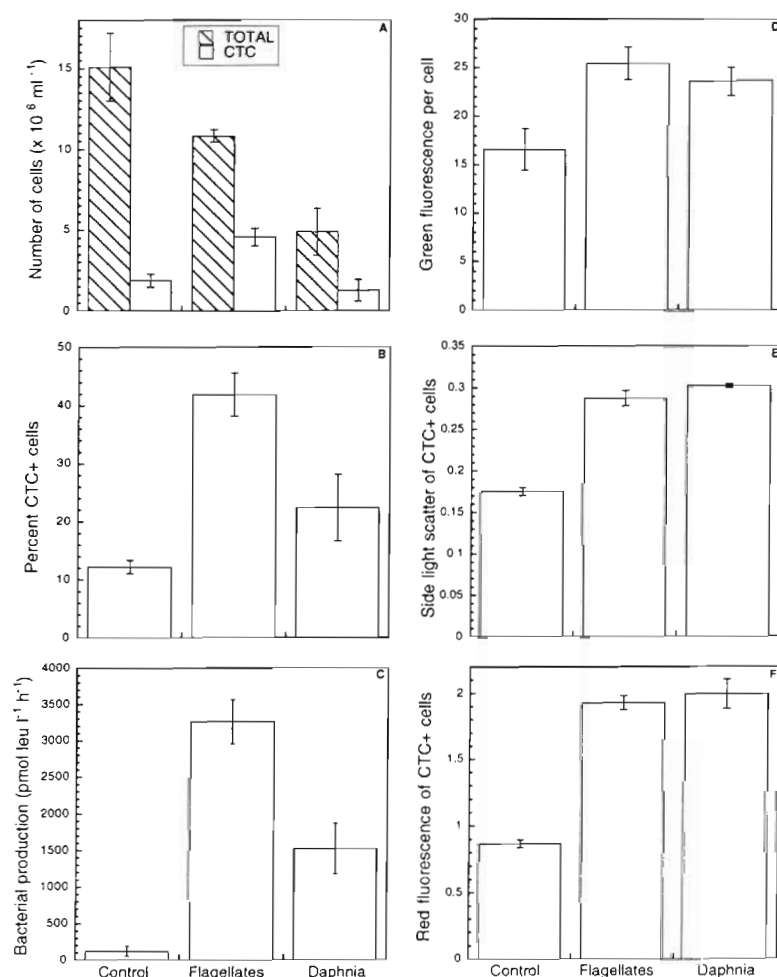 A
TOTAL
CTC
15
10
5
0
Number of cells (x 10⁻⁶ ml⁻¹)
B
50
40
30
20
10
0
Percent CTC+ cells
C
4000
3500
3000
2500
2000
1500
1000
500
0
Bacterial production (pmol leu l⁻¹ h⁻¹)
Control Flagellates Daphnia
D
30
25
20
15
10
5
0
Green fluorescence per cell
E
0.3
0.25
0.2
0.15
0.1
0.05
0
Side light scatter of CTC+ cells
F
2
1.5
1
0.5
0
Red fluorescence of CTC+ cells
Control Flagellates Daphnia